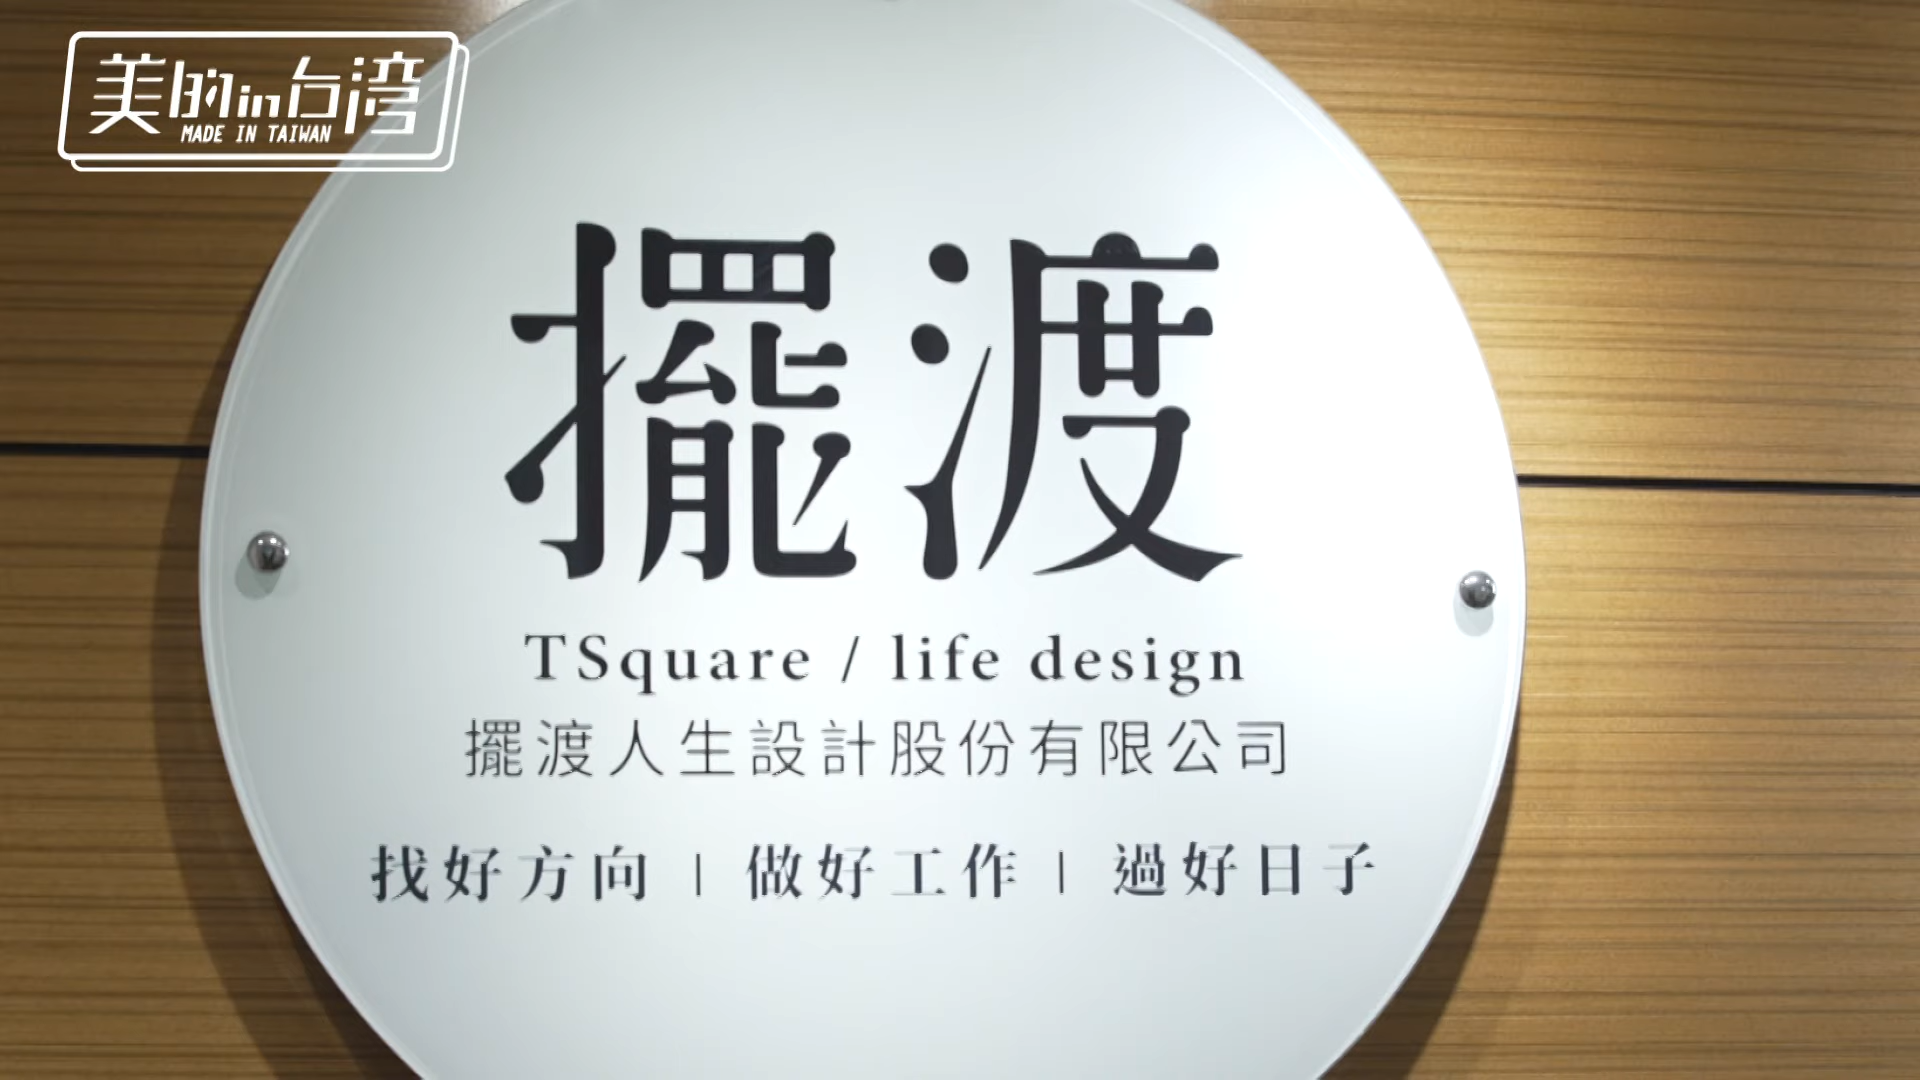 美的in台湾
MADE IN TAIWAN
擺渡
TSquare / life design
擺渡人生設計股份有限公司
找好方向 | 做好工作 | 過好日子